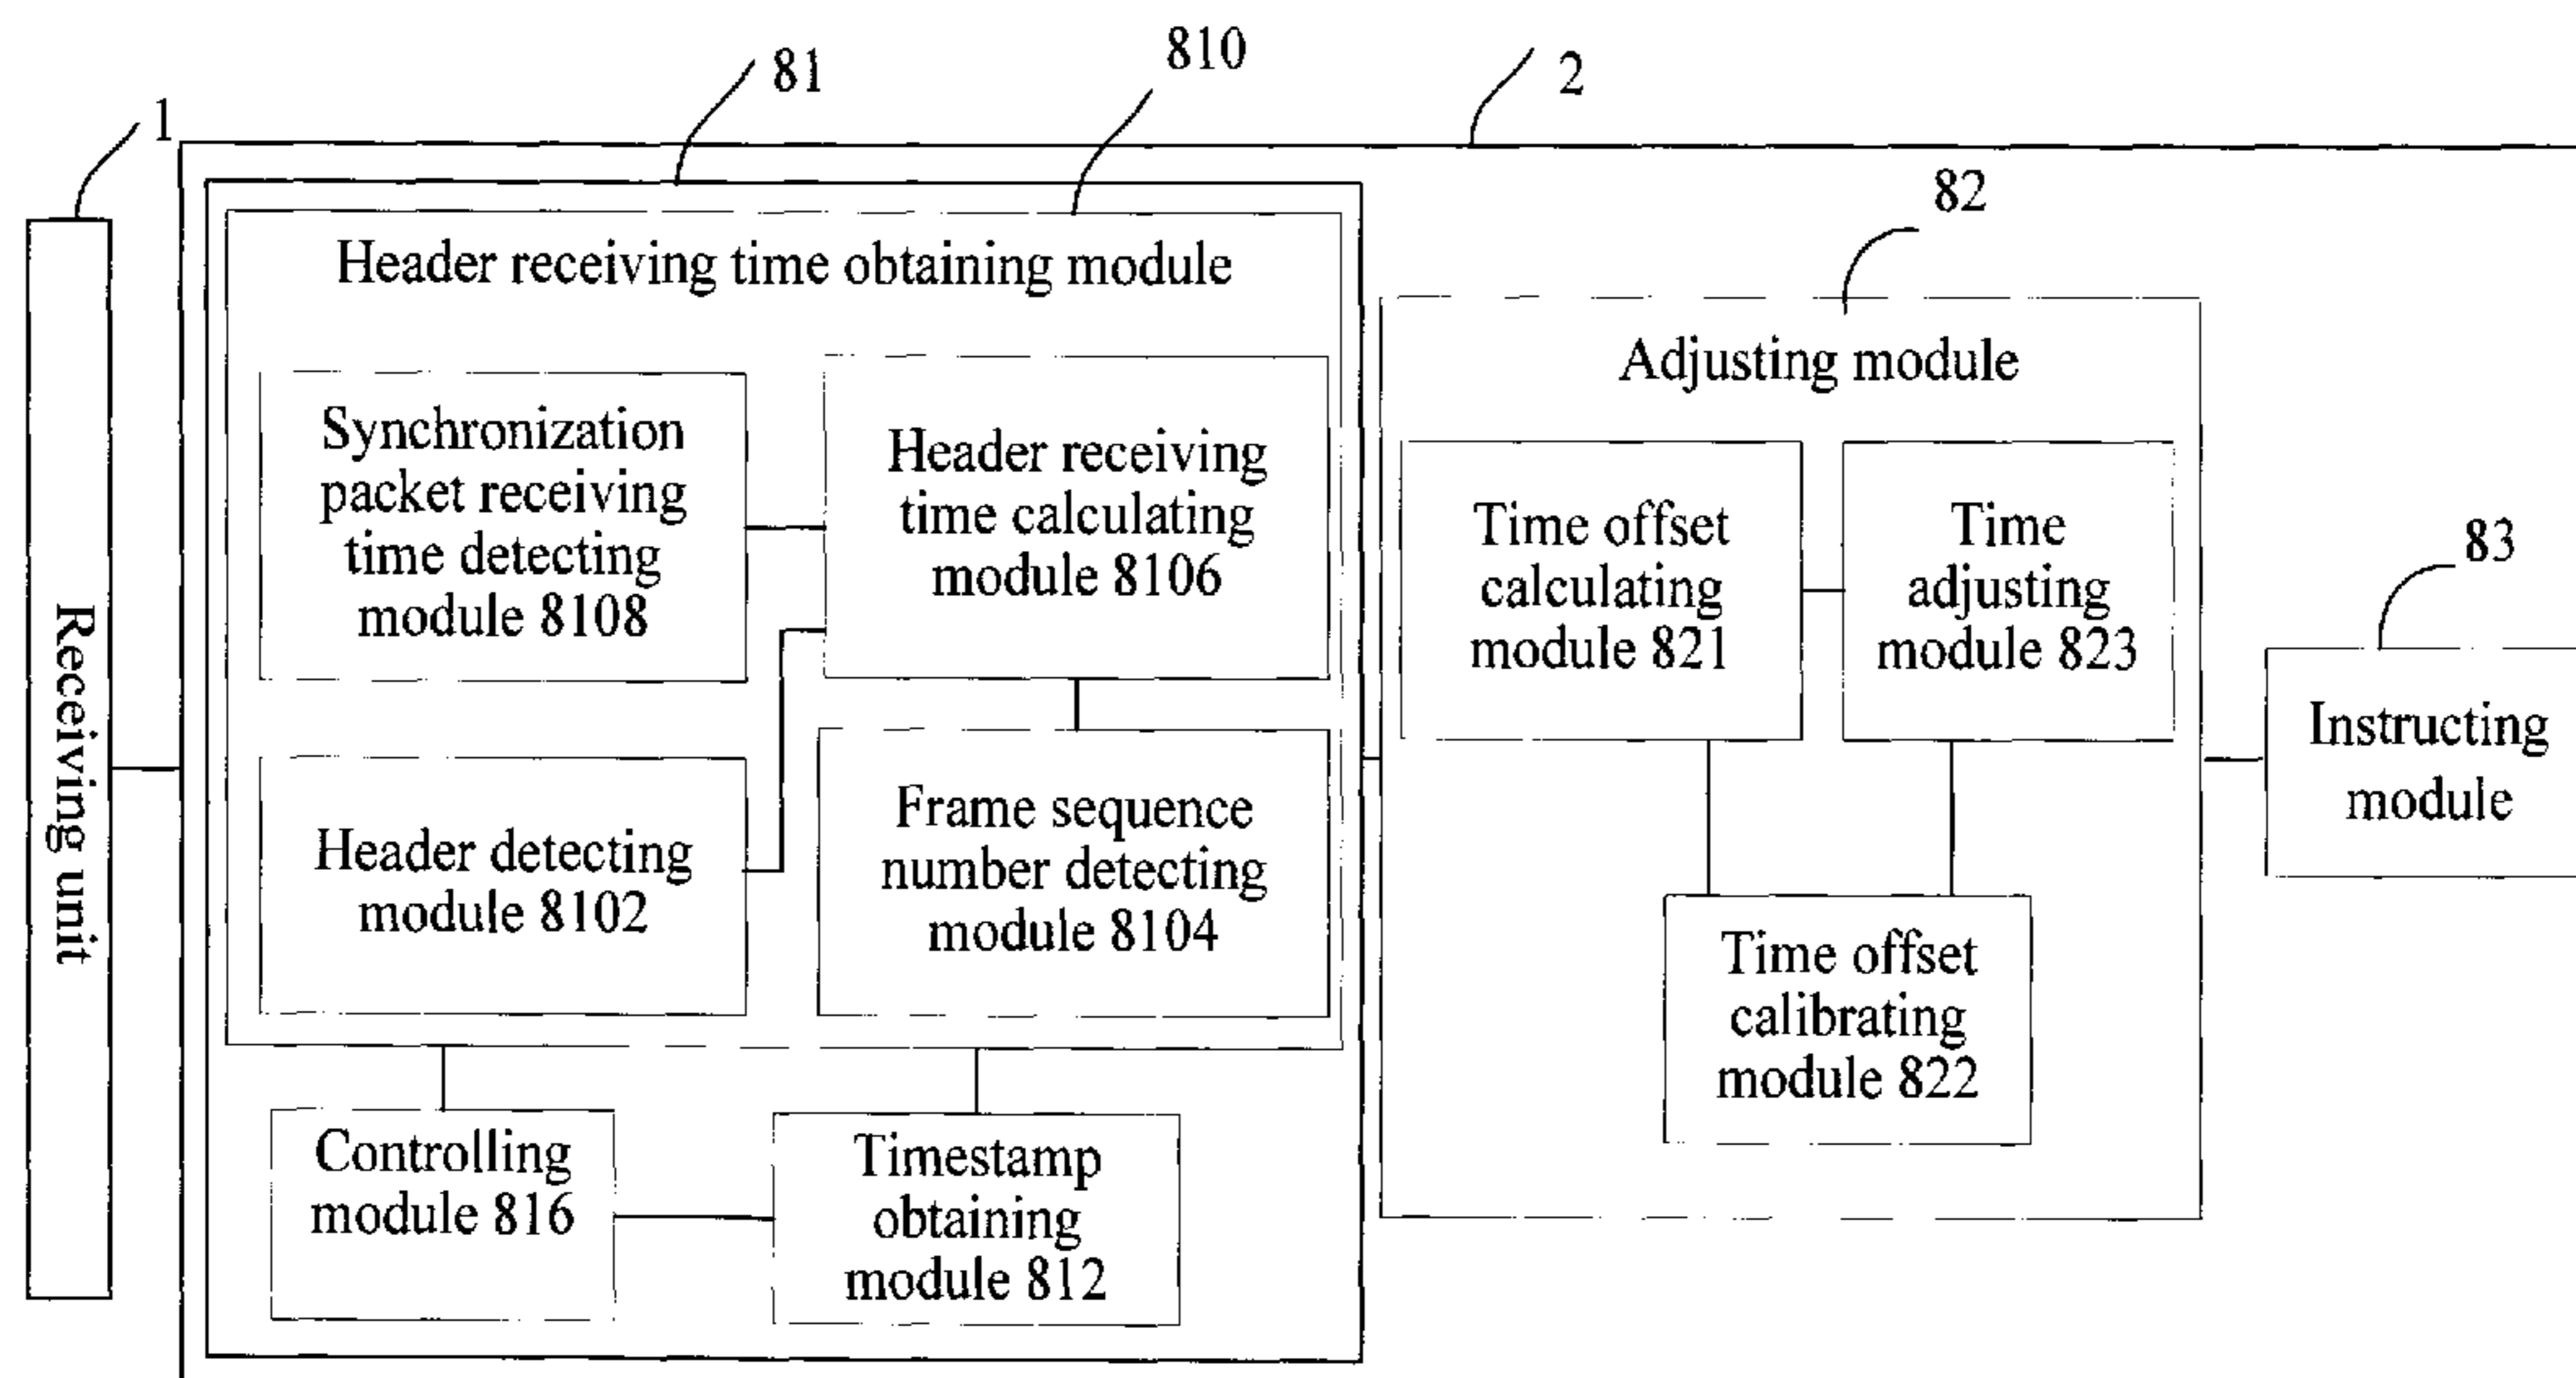 1
81
810
2
82
83
Receiving unit
Header receiving time obtaining module
Synchronization
packet receiving
time detecting
module 8108
Header receiving
time calculating
module 8106
Header detecting
module 8102
Frame sequence
number detecting
module 8104
Controlling
module 816
Timestamp
obtaining
module 812
Adjusting module
Time offset
calculating
module 821
Time
adjusting
module 823
Time offset
calibrating
module 822
Instructing
module